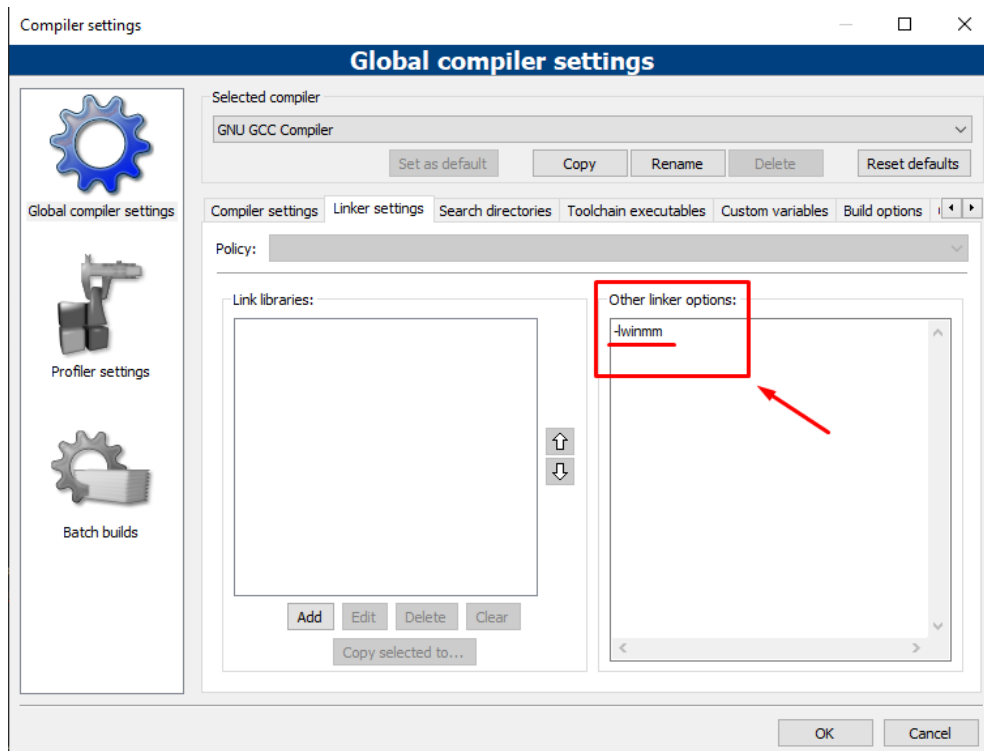 Compiler settings
Global compiler settings
Selected compiler
GNU GCC Compiler
Set as default Copy Rename Delete Reset defaults
Global compiler settings
Compiler settings Linker settings Search directories Toolchain executables Custom variables Build options
Policy:
Link libraries:
Other linker options:
-lwinmm
Profiler settings
Batch builds
Add Edit Delete Clear
Copy selected to...
OK Cancel